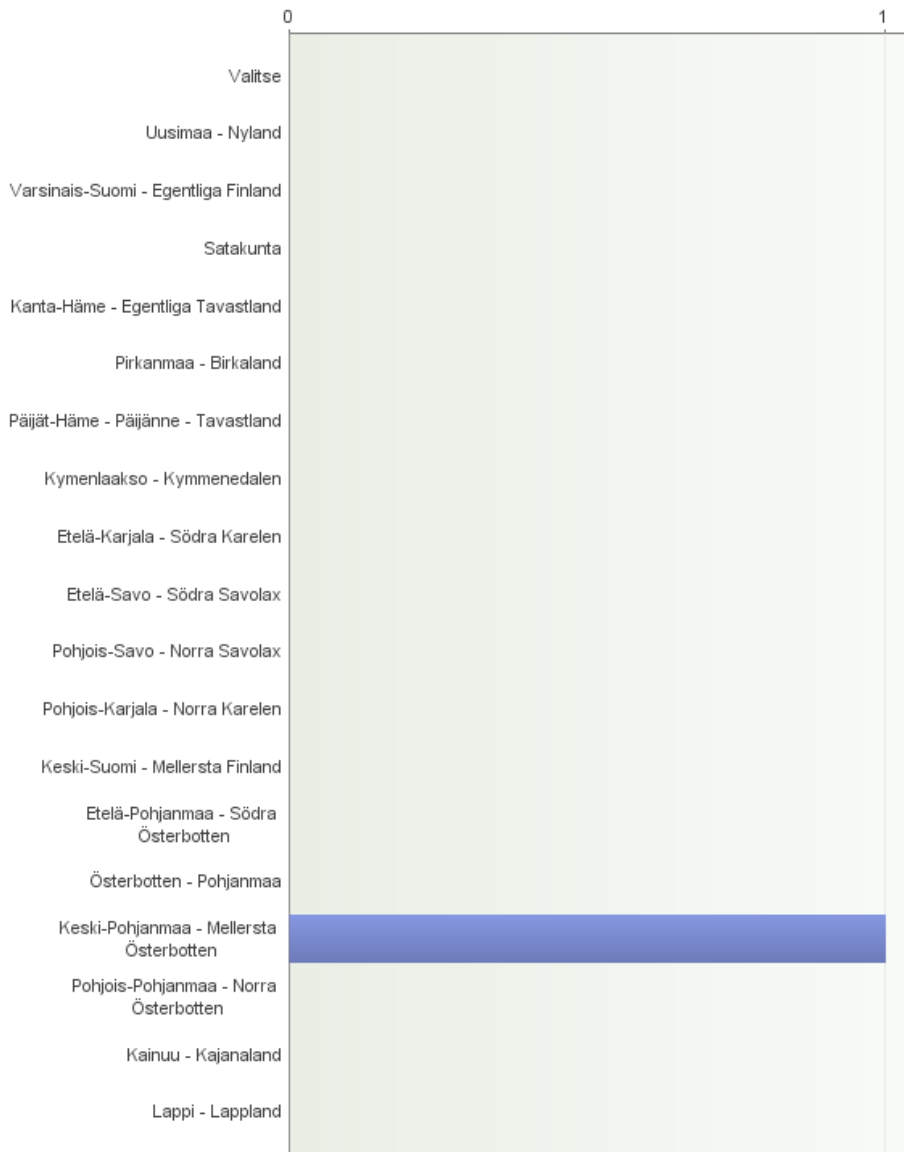 0 1
Valitse
Uusimaa - Nyland
Varsinais-Suomi - Egentliga Finland
Satakunta
Kanta-Häme - Egentliga Tavastland
Pirkanmaa - Birkaland
Päijät-Häme - Päijänne - Tavastland
Kymenlaakso - Kymmenedalen
Etelä-Karjala - Södra Karelen
Etelä-Savo - Södra Savolax
Pohjois-Savo - Norra Savolax
Pohjois-Karjala - Norra Karelen
Keski-Suomi - Mellersta Finland
Etelä-Pohjanmaa - Södra
Österbotten
Österbotten - Pohjanmaa
Keski-Pohjanmaa - Mellersta
Österbotten
Pohjois-Pohjanmaa - Norra
Österbotten
Kainuu - Kajanaland
Lappi - Lappland